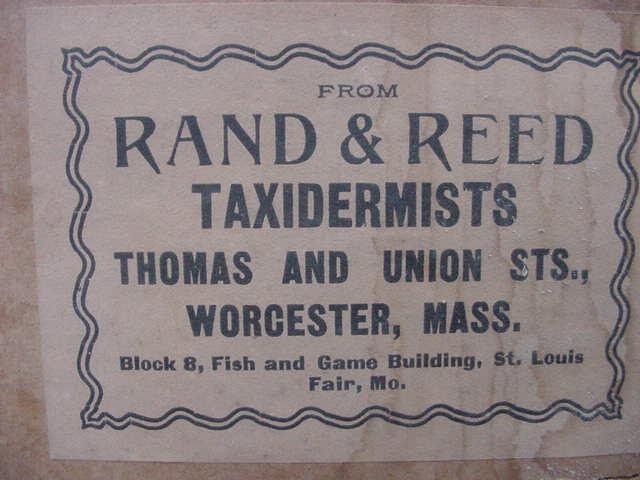 FROM
RAND & REED
TAXIDERMISTS
THOMAS AND UNION STS.,
WORCESTER, MASS.
Block 8, Fish and Game Building, St. Louis
Fair, Mo.